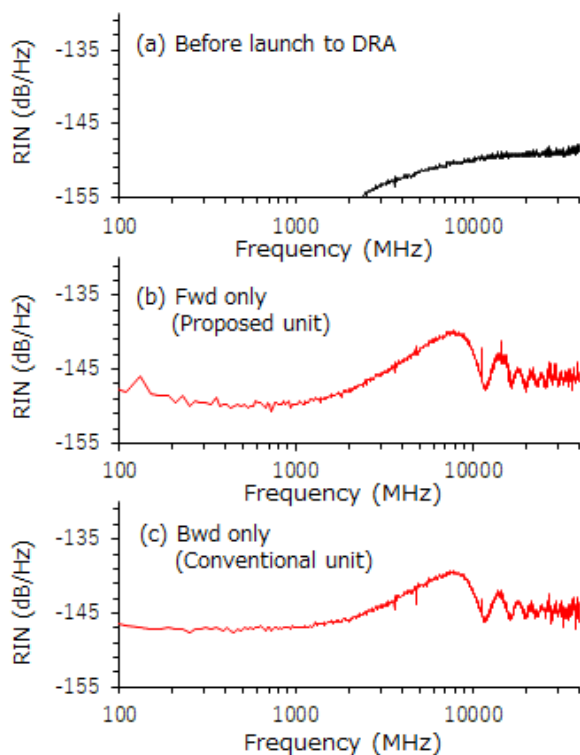 (a) Before launch to DRA
RIN (dB/Hz)
-135
-145
-155
100
1000
10000
Frequency (MHz)
(b) Fwd only
(Proposed unit)
RIN (dB/Hz)
-135
-145
-155
100
1000
10000
Frequency (MHz)
(c) Bwd only
(Conventional unit)
RIN (dB/Hz)
-135
-145
-155
100
1000
10000
Frequency (MHz)